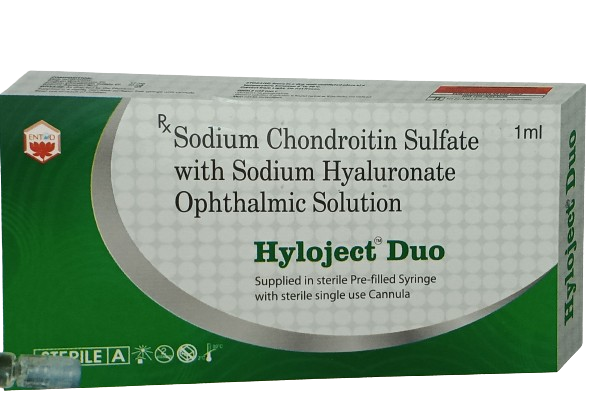 ENTOD
Rx Sodium Chondroitin Sulfate
1ml
with Sodium Hyaluronate
Ophthalmic Solution
Hyloject™ Duo
Supplied in sterile Pre-filled Syringe
with sterile single use Cannula
STERILE A
Hyloject Duo